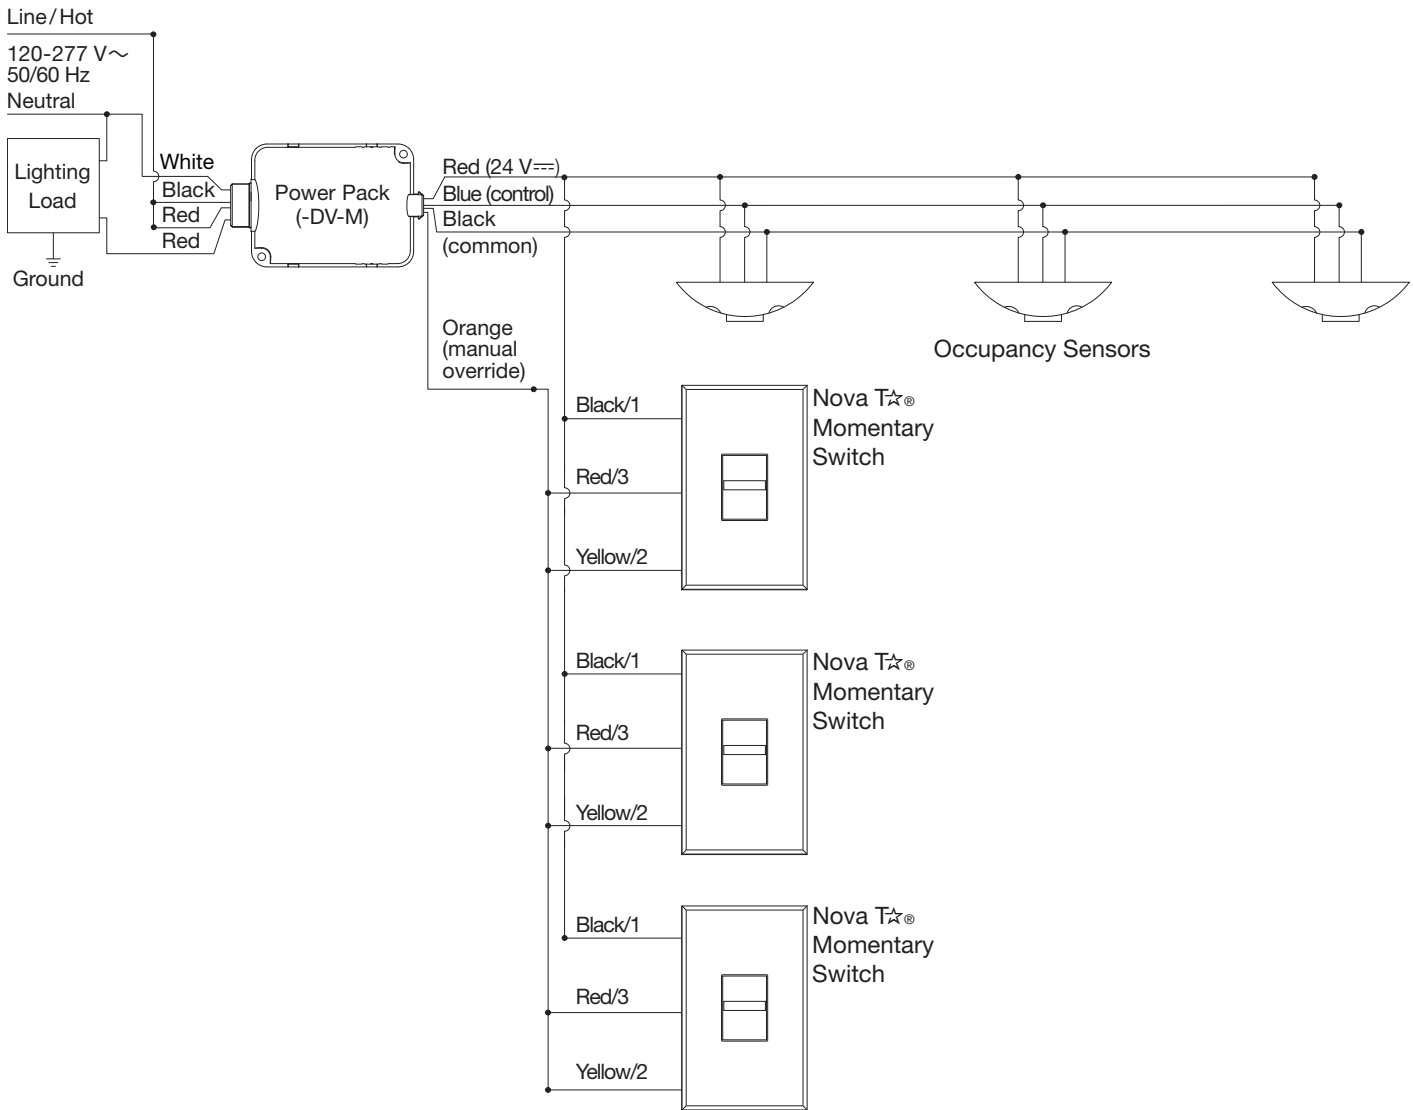 Line/Hot
120-277 V~
50/60 Hz
Neutral
Lighting
Load
Ground
White
Black
Red
Red
Power Pack
(-DV-M)
Red (24 V⎓)
Blue (control)
Black
(common)
Orange
(manual
override)
Occupancy Sensors
Black/1
Red/3
Yellow/2
Nova T☆®
Momentary
Switch
Black/1
Red/3
Yellow/2
Nova T☆®
Momentary
Switch
Black/1
Red/3
Yellow/2
Nova T☆®
Momentary
Switch